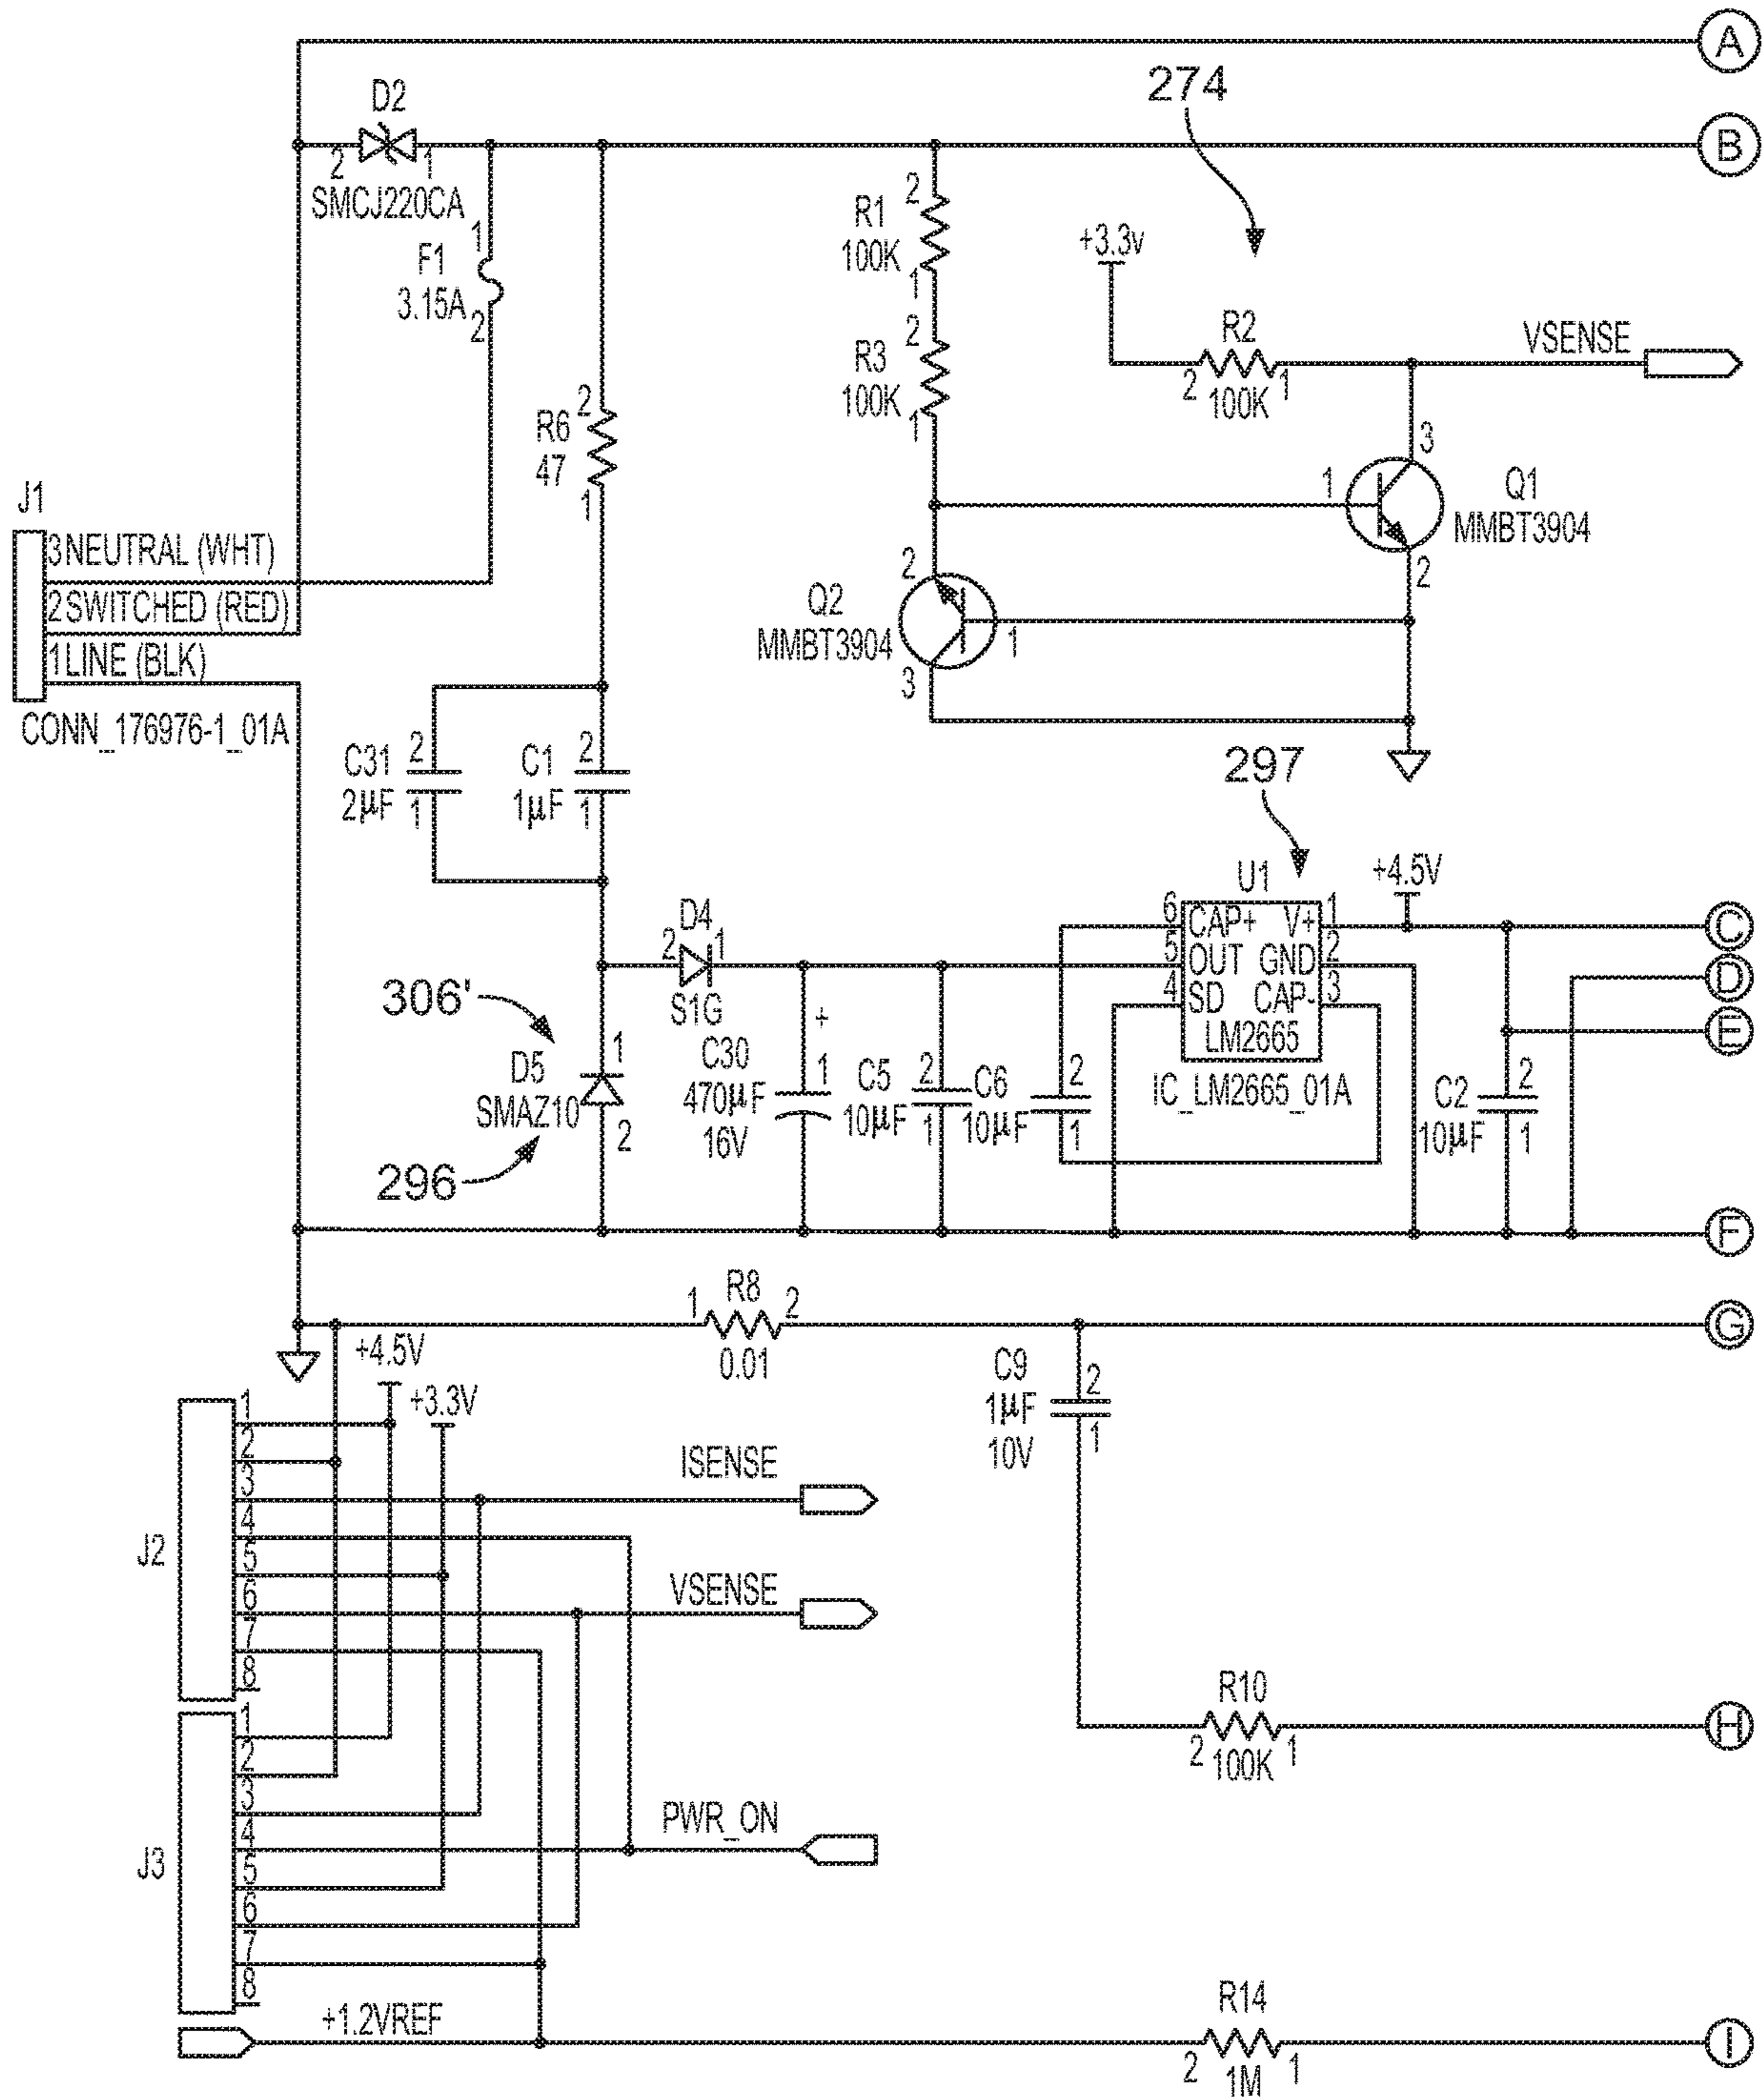 A
D2
274
B
2
1
SMCJ220CA
1
F1
3.15A
2
2
R1
100K
1
+3.3v
2
R3
100K
1
R2
2
100K
1
VSENSE
2
R6
47
1
3
1
Q1
MMBT3904
2
J1
3 NEUTRAL (WHT)
2 SWITCHED (RED)
1 LINE (BLK)
CONN_176976-1_01A
2
Q2
MMBT3904
1
3
C31
2
2µF
1
C1
2
1µF
1
297
U1
+4.5V
D4
2
1
S1G
6 CAP+ V+ 1
5 OUT GND 2
4 SD CAP- 3
LM2665
IC_LM2665_01A
C
D
E
306'
1
D5
SMAZ10
2
296
+
C30
1
470µF
16V
C5
2
10µF
1
C6
2
10µF
1
C2
2
10µF
1
F
R8
1
2
0.01
G
+4.5V
+3.3V
C9
2
1µF
1
10V
J2
1
2
3
4
5
6
7
8
ISENSE
VSENSE
R10
2
100K
1
H
J3
1
2
3
4
5
6
7
8
PWR_ON
+1.2VREF
R14
2
1M
1
I